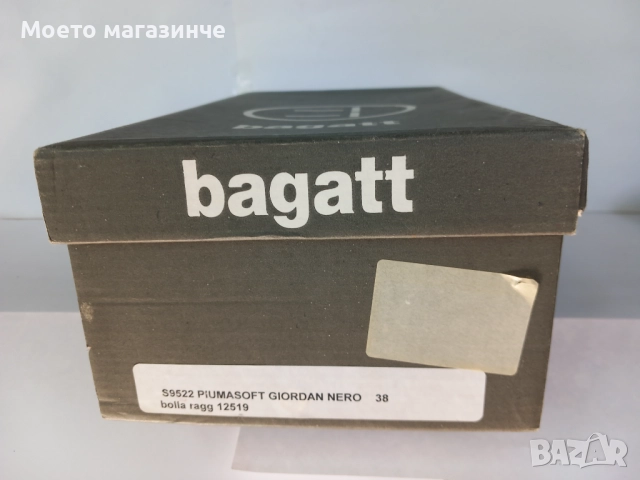 Моето магазинче
bagatt
bagatt
S9522 PIUMASOFT GIORDAN NERO 38
bolla ragg 12519
BAZAR